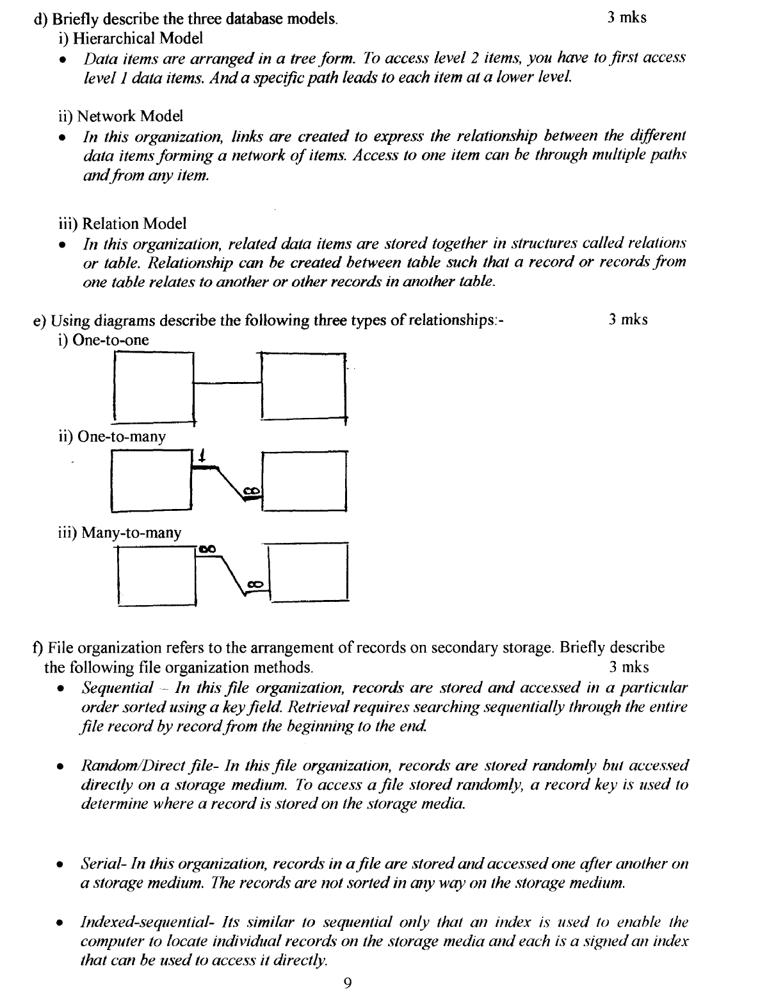 d) Briefly describe the three database models. 3 mks
i) Hierarchical Model
• Data items are arranged in a tree form. To access level 2 items, you have to first access
level 1 data items. And a specific path leads to each item at a lower level.
ii) Network Model
• In this organization, links are created to express the relationship between the different
data items forming a network of items. Access to one item can be through multiple paths
and from any item.
iii) Relation Model
• In this organization, related data items are stored together in structures called relations
or table. Relationship can be created between table such that a record or records from
one table relates to another or other records in another table.
e) Using diagrams describe the following three types of relationships:- 3 mks
i) One-to-one
ii) One-to-many
1
∞
iii) Many-to-many
∞
∞
f) File organization refers to the arrangement of records on secondary storage. Briefly describe
the following file organization methods. 3 mks
• Sequential – In this file organization, records are stored and accessed in a particular
order sorted using a key field. Retrieval requires searching sequentially through the entire
file record by record from the beginning to the end.
• Random/Direct file- In this file organization, records are stored randomly but accessed
directly on a storage medium. To access a file stored randomly, a record key is used to
determine where a record is stored on the storage media.
• Serial- In this organization, records in a file are stored and accessed one after another on
a storage medium. The records are not sorted in any way on the storage medium.
• Indexed-sequential- Its similar to sequential only that an index is used to enable the
computer to locate individual records on the storage media and each is a signed an index
that can be used to access it directly.
9